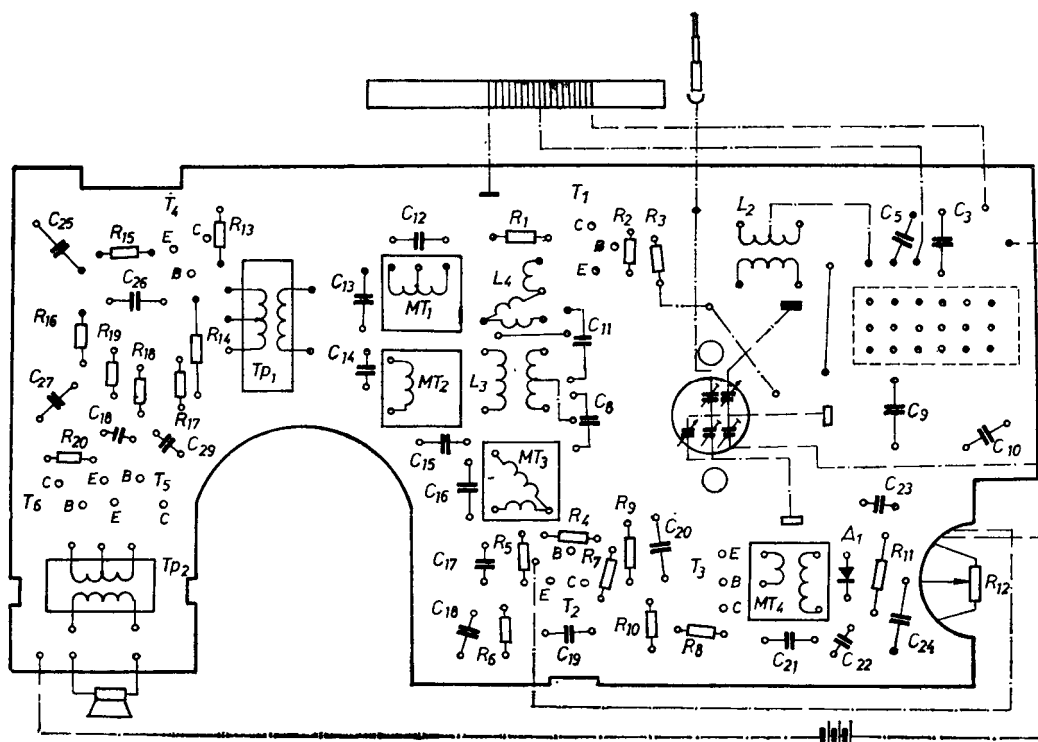 T4
T1
C25
R15
E
C
R13
C12
R1
C
R2
R3
L2
C5
C3
B
E
B
C26
C13
MT1
L4
R16
R19
R18
R14
Tp1
C14
MT2
L3
C11
C27
R17
C8
C9
C18
C29
R20
C15
C16
MT3
C10
C
E
B
T5
T6
B
E
C
C23
R4
R9
C20
Δ1
Tp2
C17
R5
B
R7
T3
E
B
C
MT4
R11
R12
E
C
T2
C18
R6
C19
R10
R8
C21
C22
C24